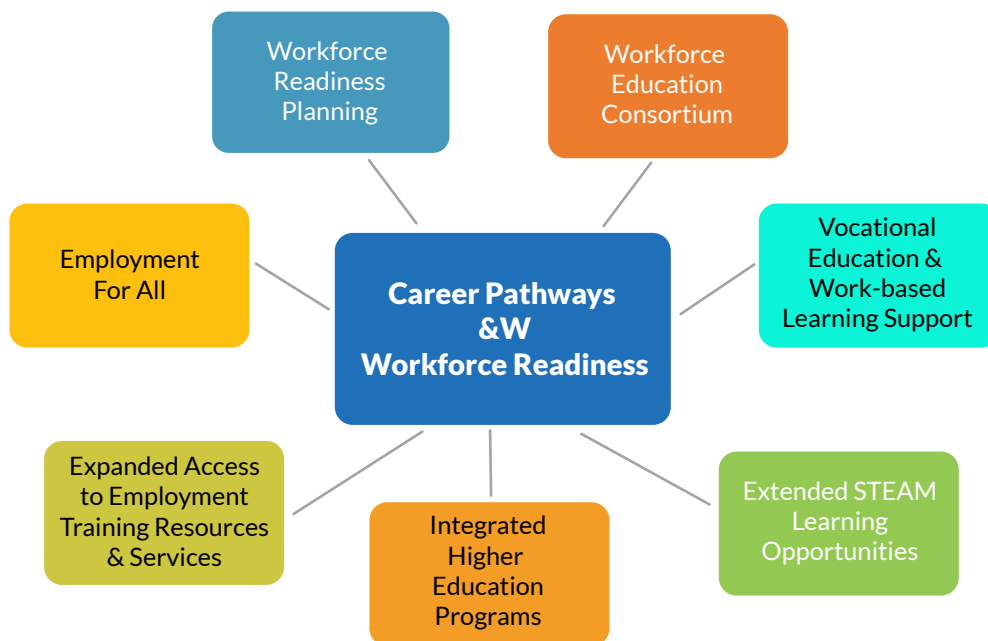 Workforce
Readiness
Planning
Workforce
Education
Consortium
Employment
For All
Career Pathways
&W
Workforce Readiness
Vocational
Education &
Work-based
Learning Support
Expanded Access
to Employment
Training Resources
& Services
Integrated
Higher
Education
Programs
Extended STEAM
Learning
Opportunities